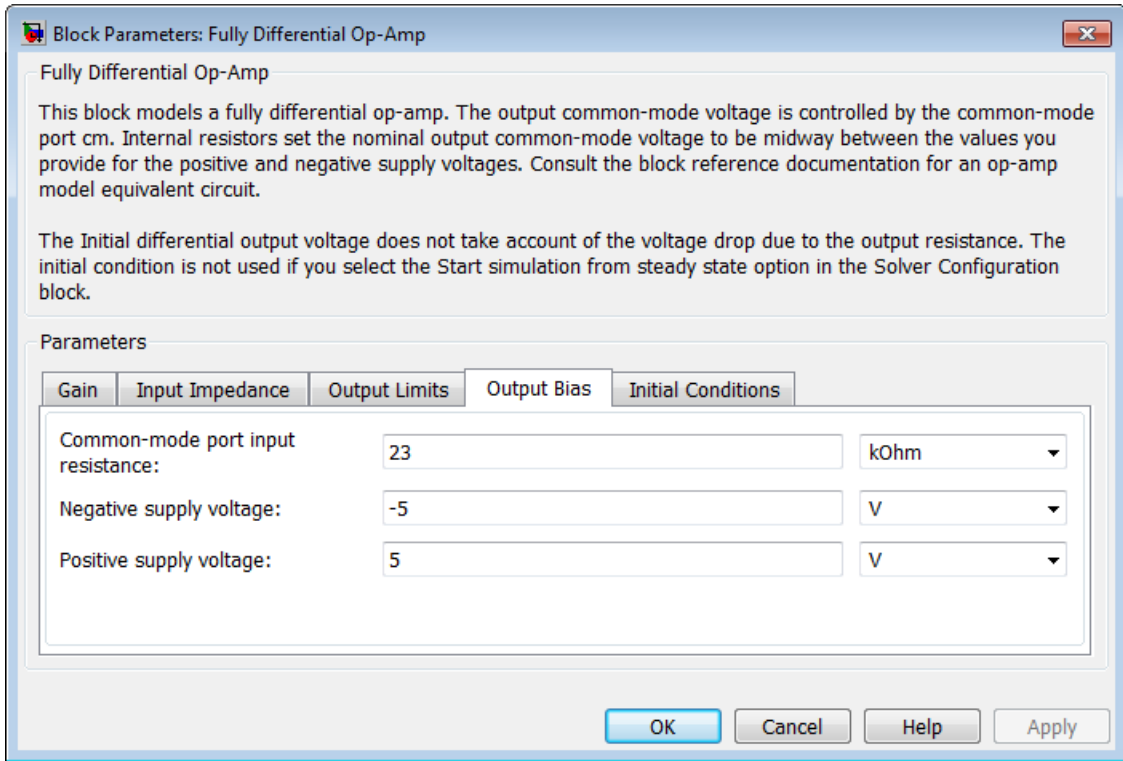 Block Parameters: Fully Differential Op-Amp
Fully Differential Op-Amp
This block models a fully differential op-amp. The output common-mode voltage is controlled by the common-mode
port cm. Internal resistors set the nominal output common-mode voltage to be midway between the values you
provide for the positive and negative supply voltages. Consult the block reference documentation for an op-amp
model equivalent circuit.
The Initial differential output voltage does not take account of the voltage drop due to the output resistance. The
initial condition is not used if you select the Start simulation from steady state option in the Solver Configuration
block.
Parameters
Gain Input Impedance Output Limits Output Bias Initial Conditions
Common-mode port input
resistance: 23 kOhm
Negative supply voltage: -5 V
Positive supply voltage: 5 V
OK Cancel Help Apply